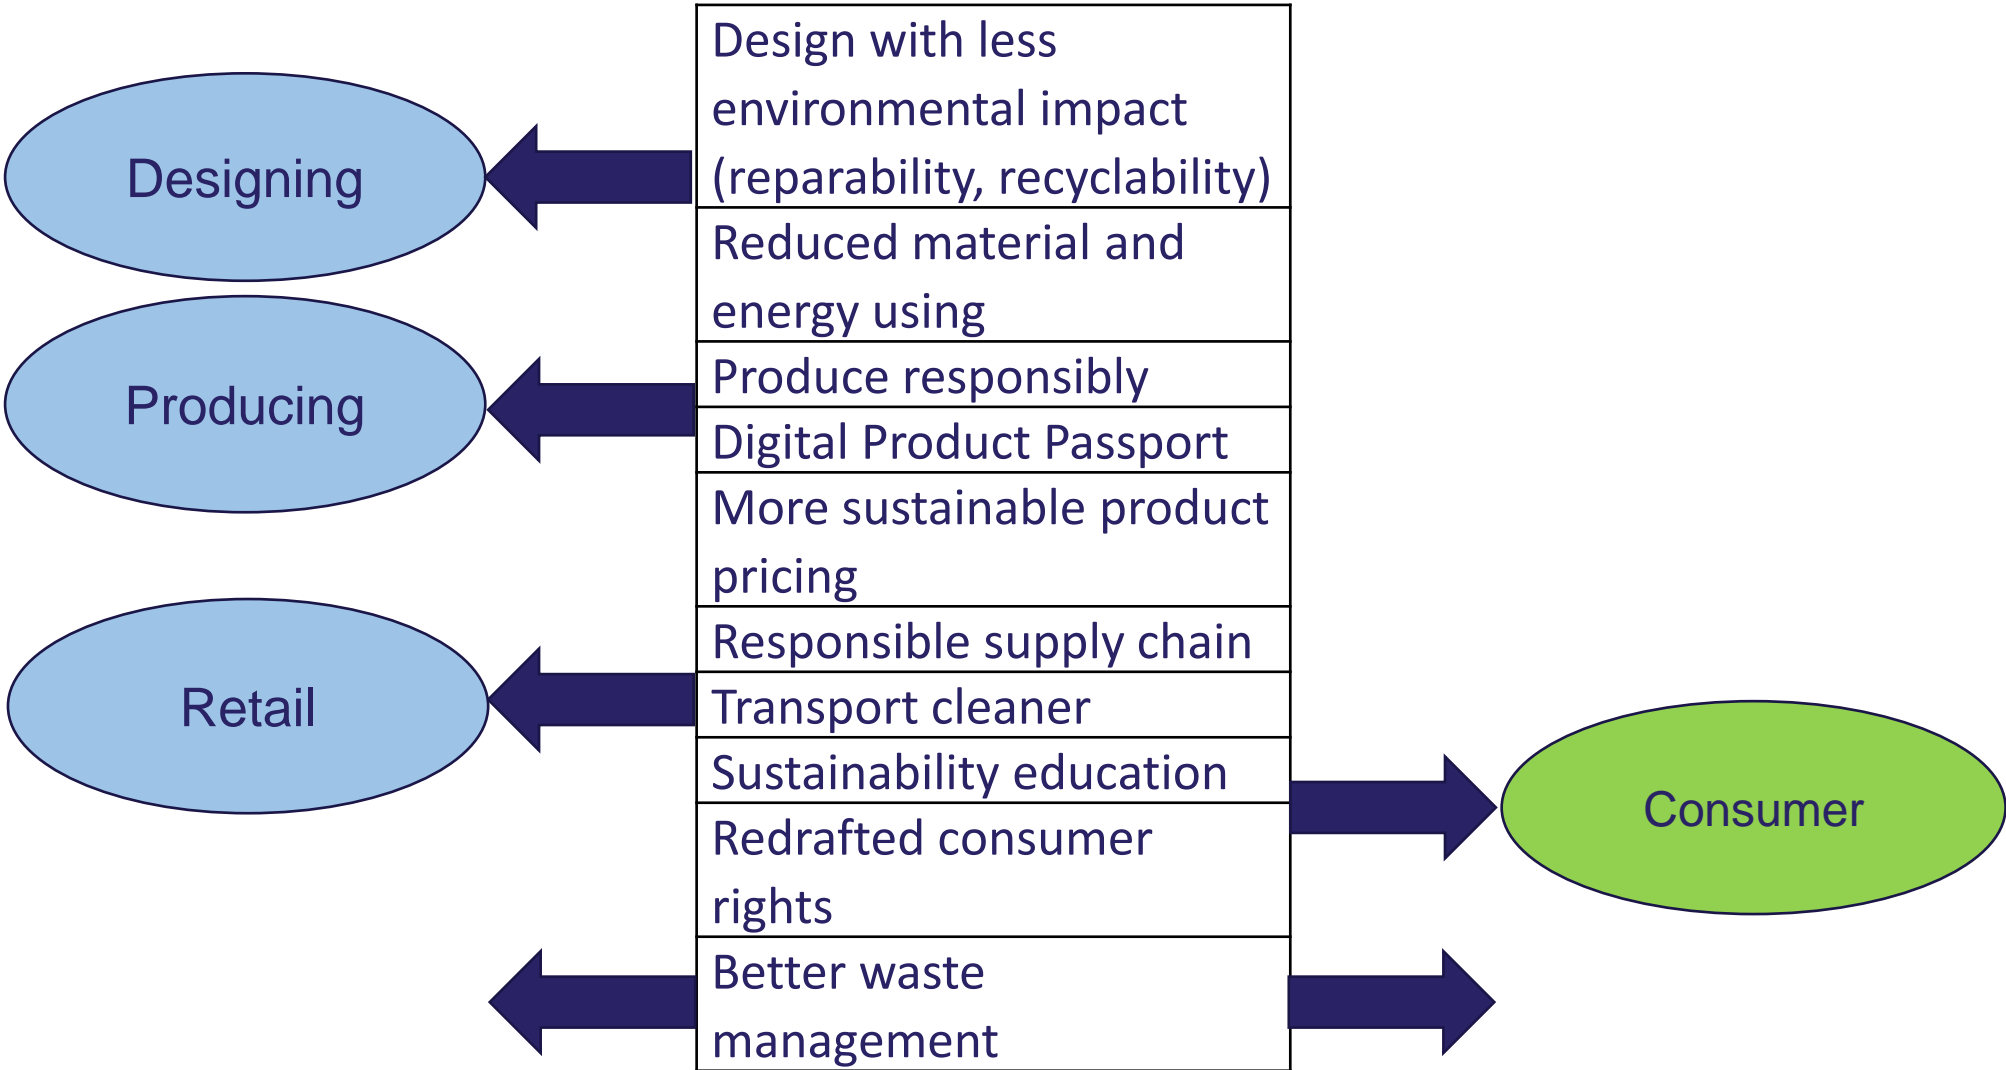 Designing
Producing
Retail
Design with less
environmental impact
(reparability, recyclability)
Reduced material and
energy using
Produce responsibly
Digital Product Passport
More sustainable product
pricing
Responsible supply chain
Transport cleaner
Sustainability education
Redrafted consumer
rights
Better waste
management
Consumer